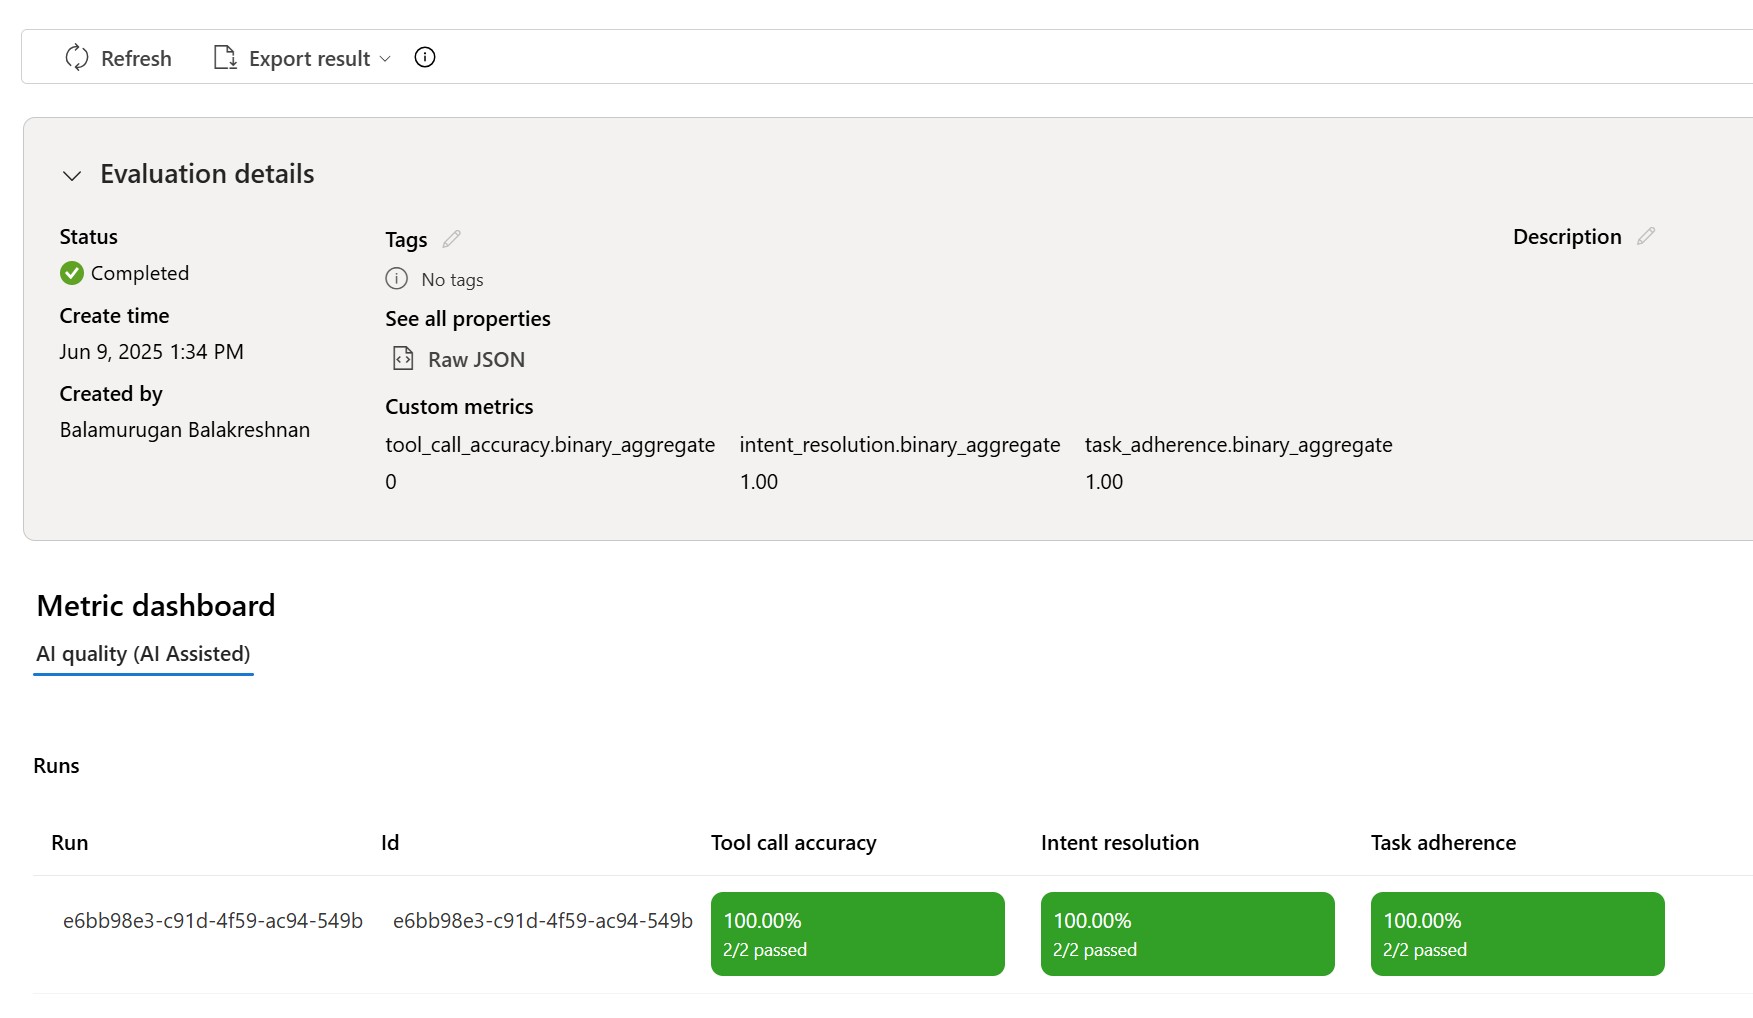 Refresh Export result
Evaluation details
Status
Completed
Create time
Jun 9, 2025 1:34 PM
Created by
Balamurugan Balakreshnan
Tags
No tags
See all properties
Raw JSON
Custom metrics
tool_call_accuracy.binary_aggregate intent_resolution.binary_aggregate task_adherence.binary_aggregate
0 1.00 1.00
Description
Metric dashboard
AI quality (AI Assisted)
Runs
Run Id Tool call accuracy Intent resolution Task adherence
e6bb98e3-c91d-4f59-ac94-549b e6bb98e3-c91d-4f59-ac94-549b 100.00% 100.00% 100.00%
2/2 passed 2/2 passed 2/2 passed